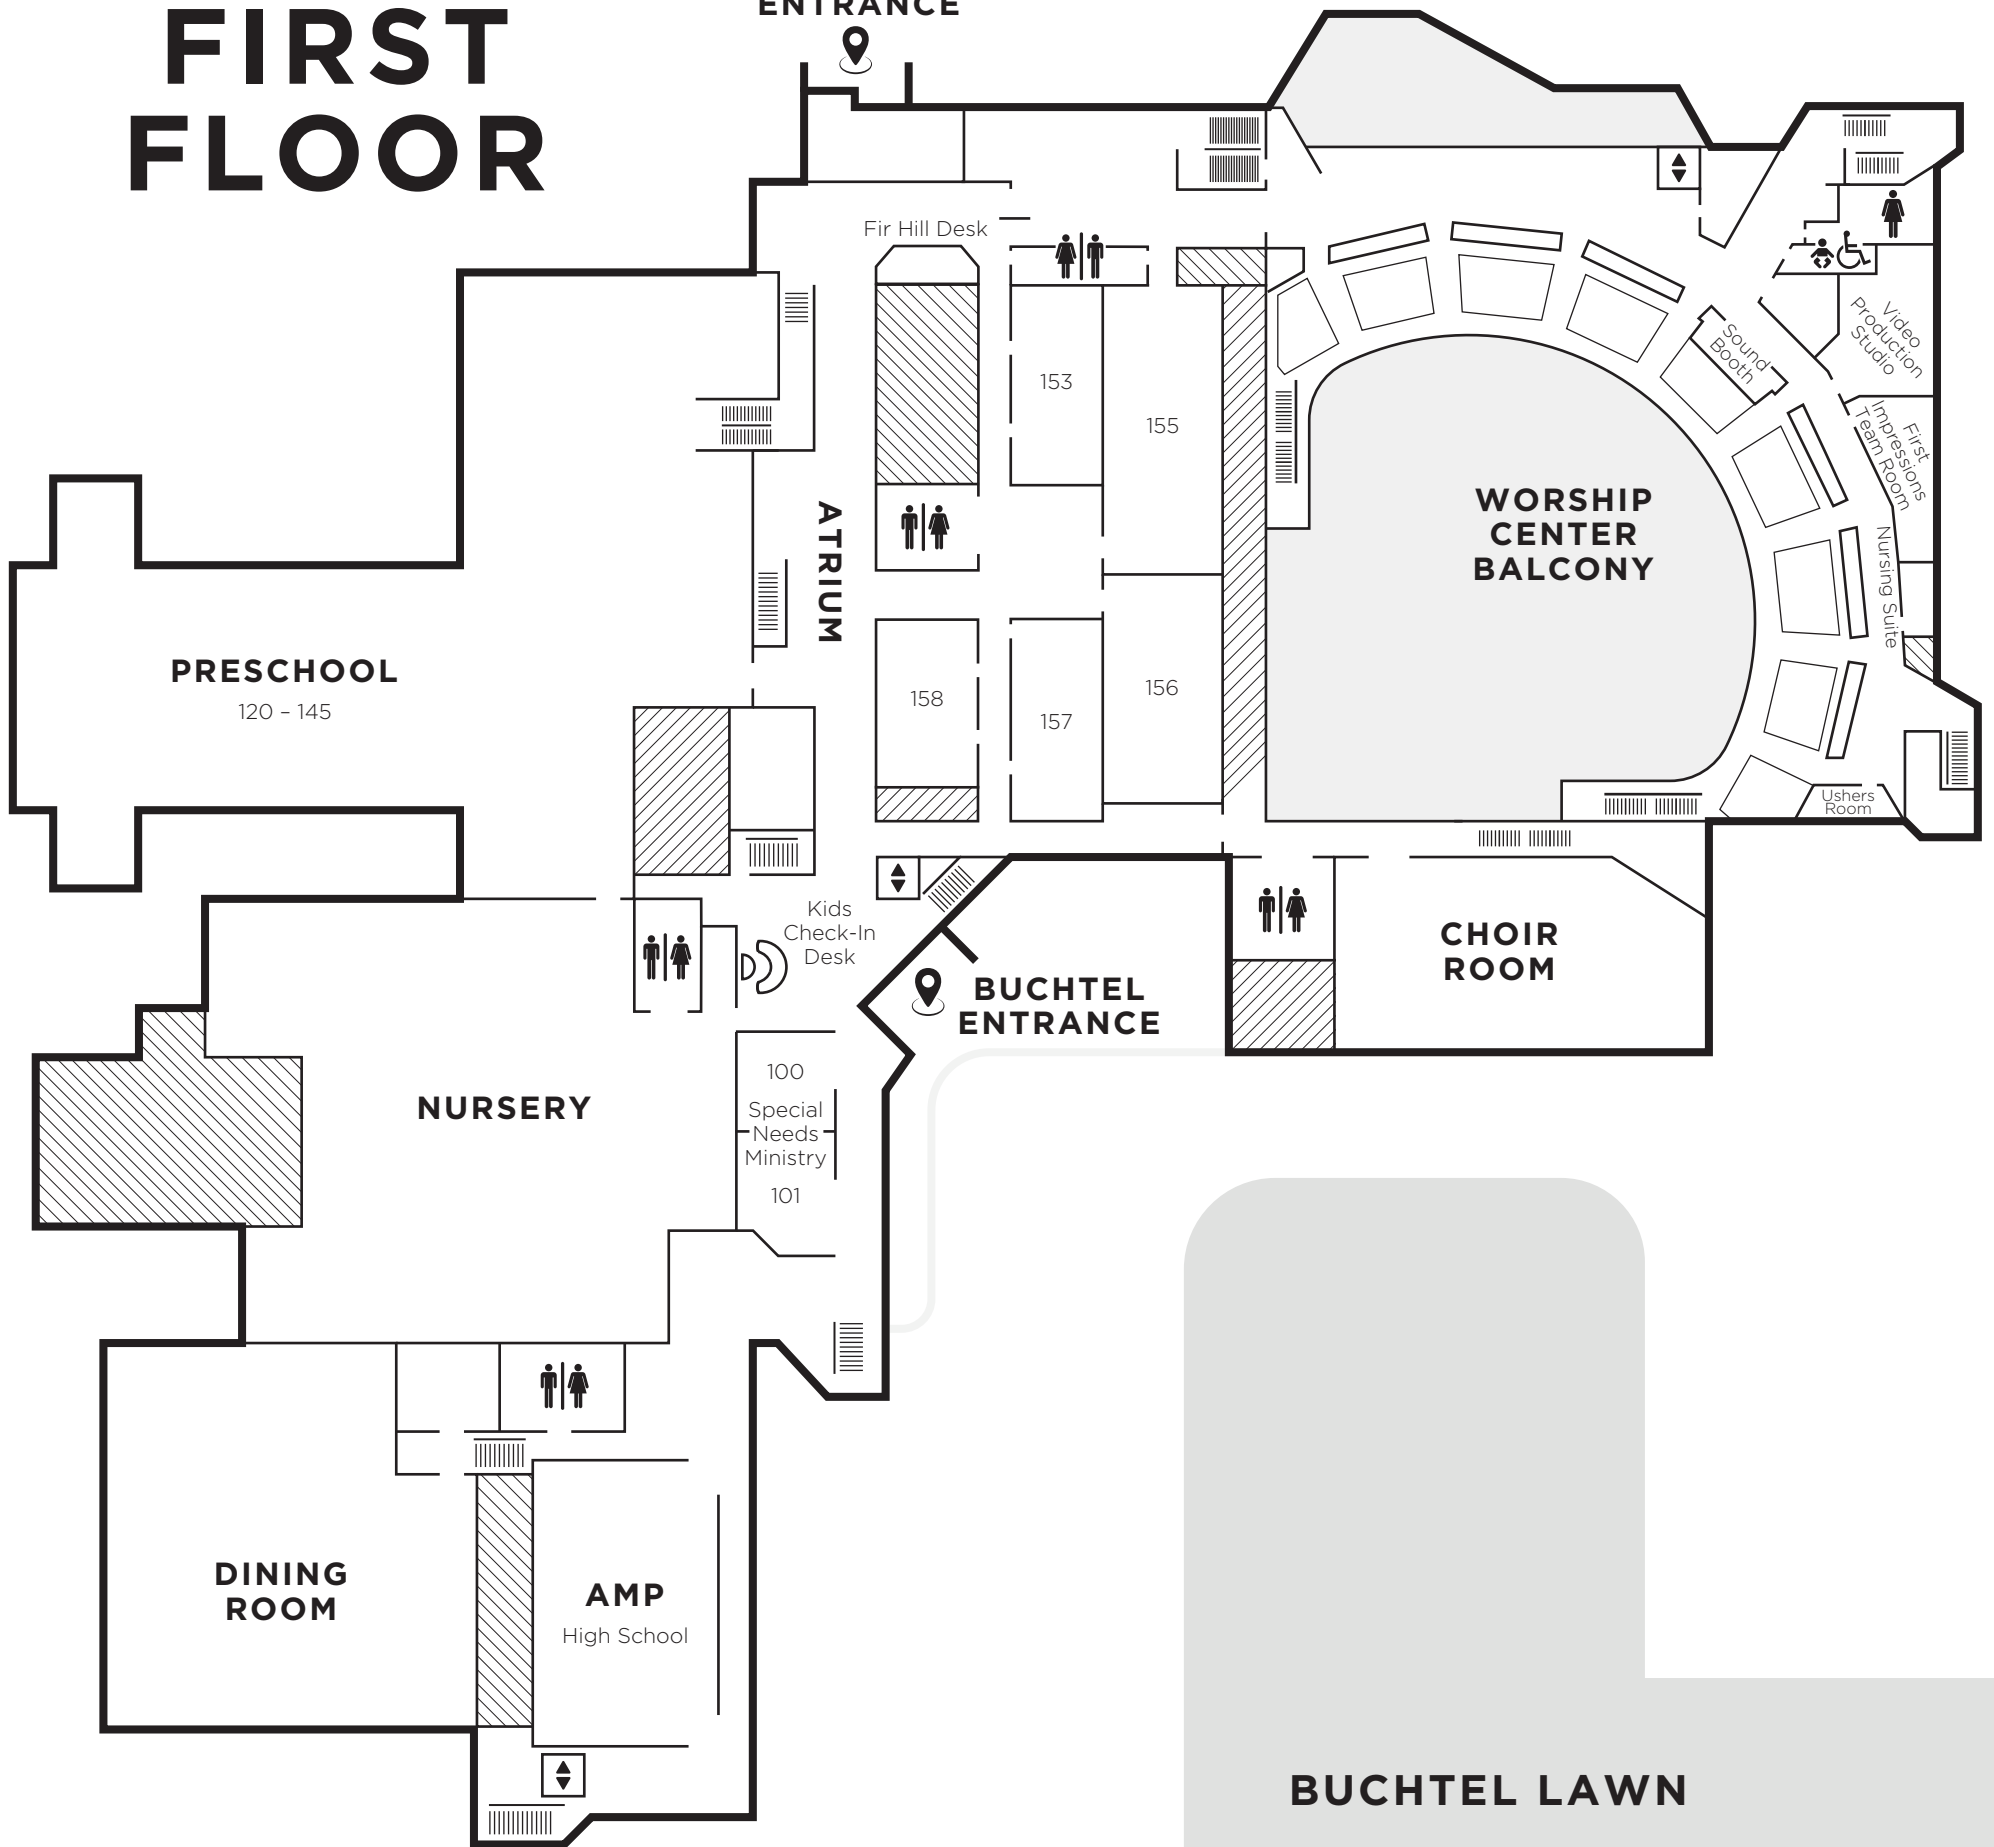 FIRST
FLOOR
ENTRANCE
Fir Hill Desk
153
155
ATRIUM
158
157
156
WORSHIP
CENTER
BALCONY
Sound
Booth
Video
Production
Studio
First
Impressions
Team Room
Nursing Suite
Ushers
Room
PRESCHOOL
120 – 145
Kids
Check-In
Desk
BUCHTEL
ENTRANCE
CHOIR
ROOM
NURSERY
100
Special
Needs
Ministry
101
DINING
ROOM
AMP
High School
BUCHTEL LAWN